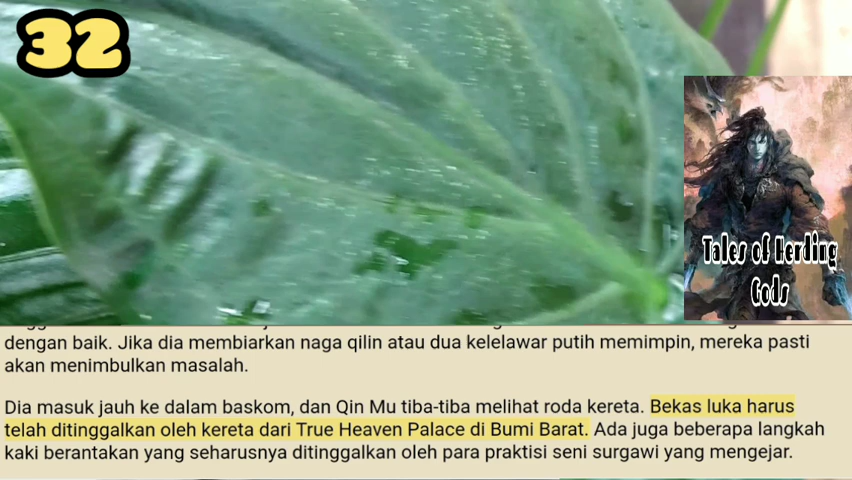 32
Tales of Herding
Gods
dengan baik. Jika dia membiarkan naga qilin atau dua kelelawar putih memimpin, mereka pasti
akan menimbulkan masalah.
Dia masuk jauh ke dalam baskom, dan Qin Mu tiba-tiba melihat roda kereta. Bekas luka harus
telah ditinggalkan oleh kereta dari True Heaven Palace di Bumi Barat. Ada juga beberapa langkah
kaki berantakan yang seharusnya ditinggalkan oleh para praktisi seni surgawi yang mengejar.